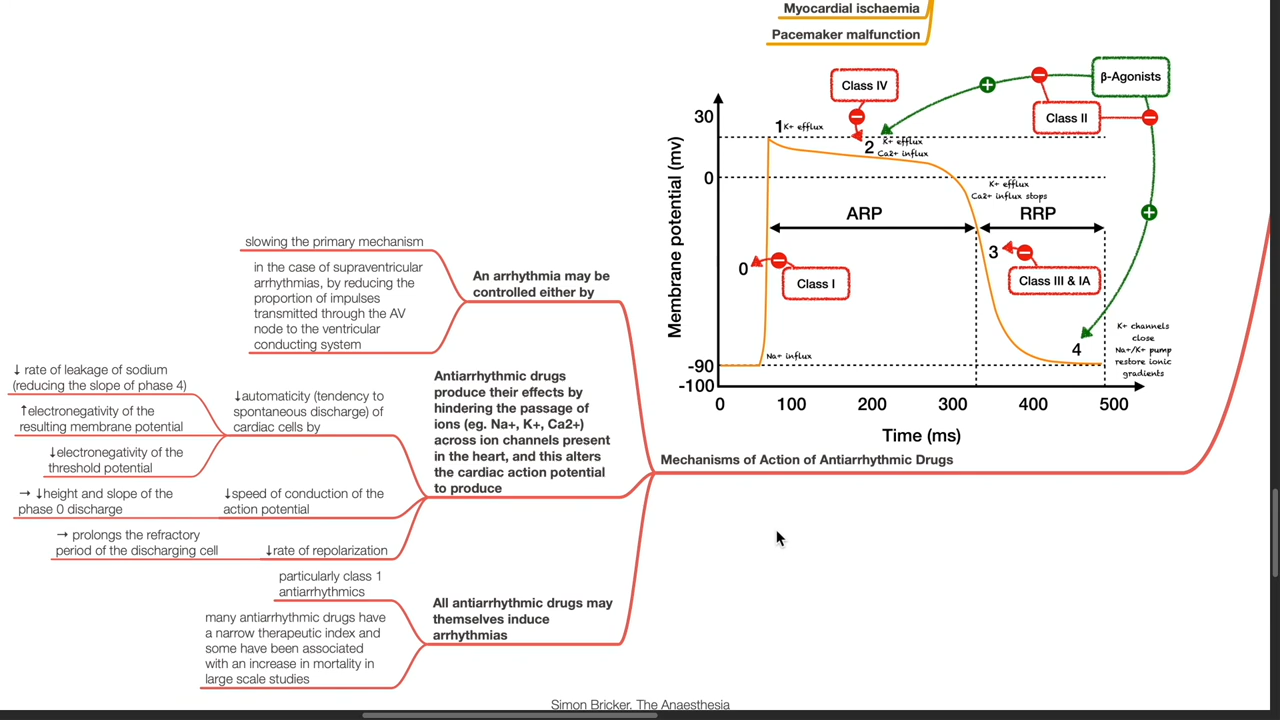 Myocardial ischaemia
Pacemaker malfunction
Class IV
β-Agonists
Class II
Membrane potential (mv)
30
0
-90
-100
1
K+ efflux
2
K+ efflux
Ca2+ influx
K+ efflux
Ca2+ influx stops
ARP
RRP
0
Class I
3
Class III & IA
4
Na+ influx
K+ channels
close
Na+/K+ pump
restore ionic
gradients
0
100
200
300
400
500
Time (ms)
Mechanisms of Action of Antiarrhythmic Drugs
An arrhythmia may be
controlled either by
slowing the primary mechanism
in the case of supraventricular
arrhythmias, by reducing the
proportion of impulses
transmitted through the AV
node to the ventricular
conducting system
Antiarrhythmic drugs
produce their effects by
hindering the passage of
ions (eg. Na+, K+, Ca2+)
across ion channels present
in the heart, and this alters
the cardiac action potential
to produce
↓automaticity (tendency to
spontaneous discharge) of
cardiac cells by
↓ rate of leakage of sodium
(reducing the slope of phase 4)
↑electronegativity of the
resulting membrane potential
↓electronegativity of the
threshold potential
↓speed of conduction of the
action potential
→ ↓height and slope of the
phase 0 discharge
↓rate of repolarization
→ prolongs the refractory
period of the discharging cell
All antiarrhythmic drugs may
themselves induce
arrhythmias
particularly class 1
antiarrhythmics
many antiarrhythmic drugs have
a narrow therapeutic index and
some have been associated
with an increase in mortality in
large scale studies
Simon Bricker. The Anaesthesia